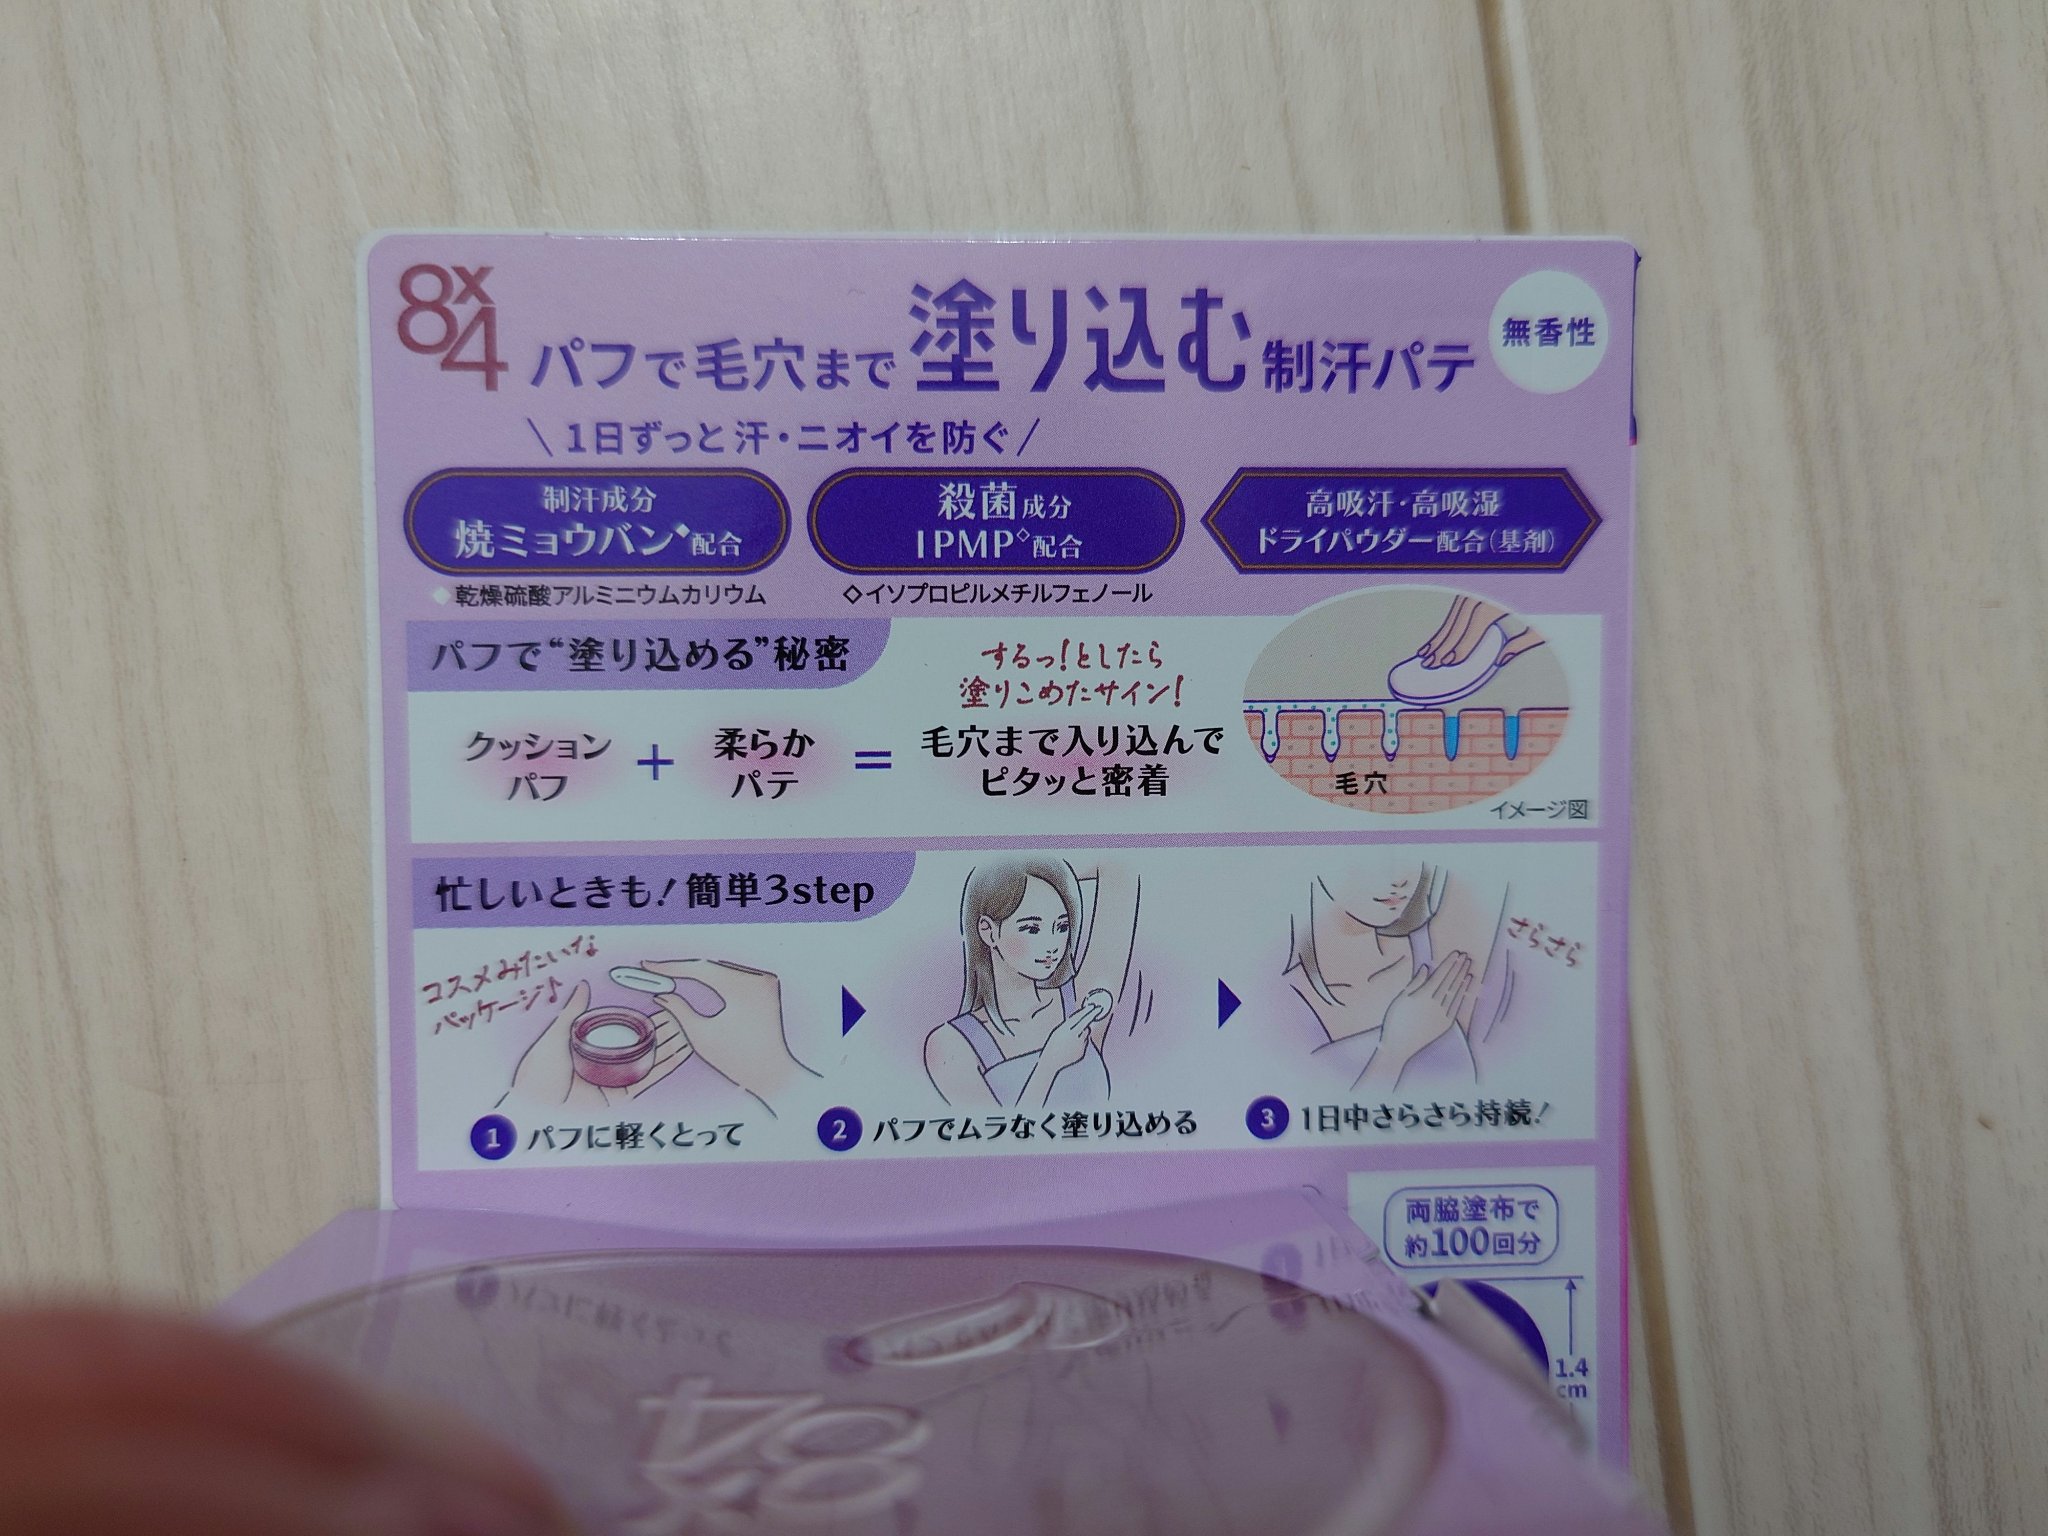 8x4
パフで毛穴まで塗り込む制汗パテ
無香性
\ 1日ずっと汗・ニオイを防ぐ /
制汗成分
焼ミョウバン◆配合
殺菌成分
IPMP◇配合
高吸汗・高吸湿
ドライパウダー配合(基剤)
◆乾燥硫酸アルミニウムカリウム
◇イソプロピルメチルフェノール
パフで“塗り込める”秘密
クッション
パフ
+
柔らか
パテ
=
するっ!としたら
塗りこめたサイン!
毛穴まで入り込んで
ピタッと密着
毛穴
イメージ図
忙しいときも!簡単3step
コスメみたいな
パッケージ♪
さらさら
1 パフに軽くとって
2 パフでムラなく塗り込める
3 1日中さらさら持続!
両脇塗布で
約100回分
1.4
cm
8x4